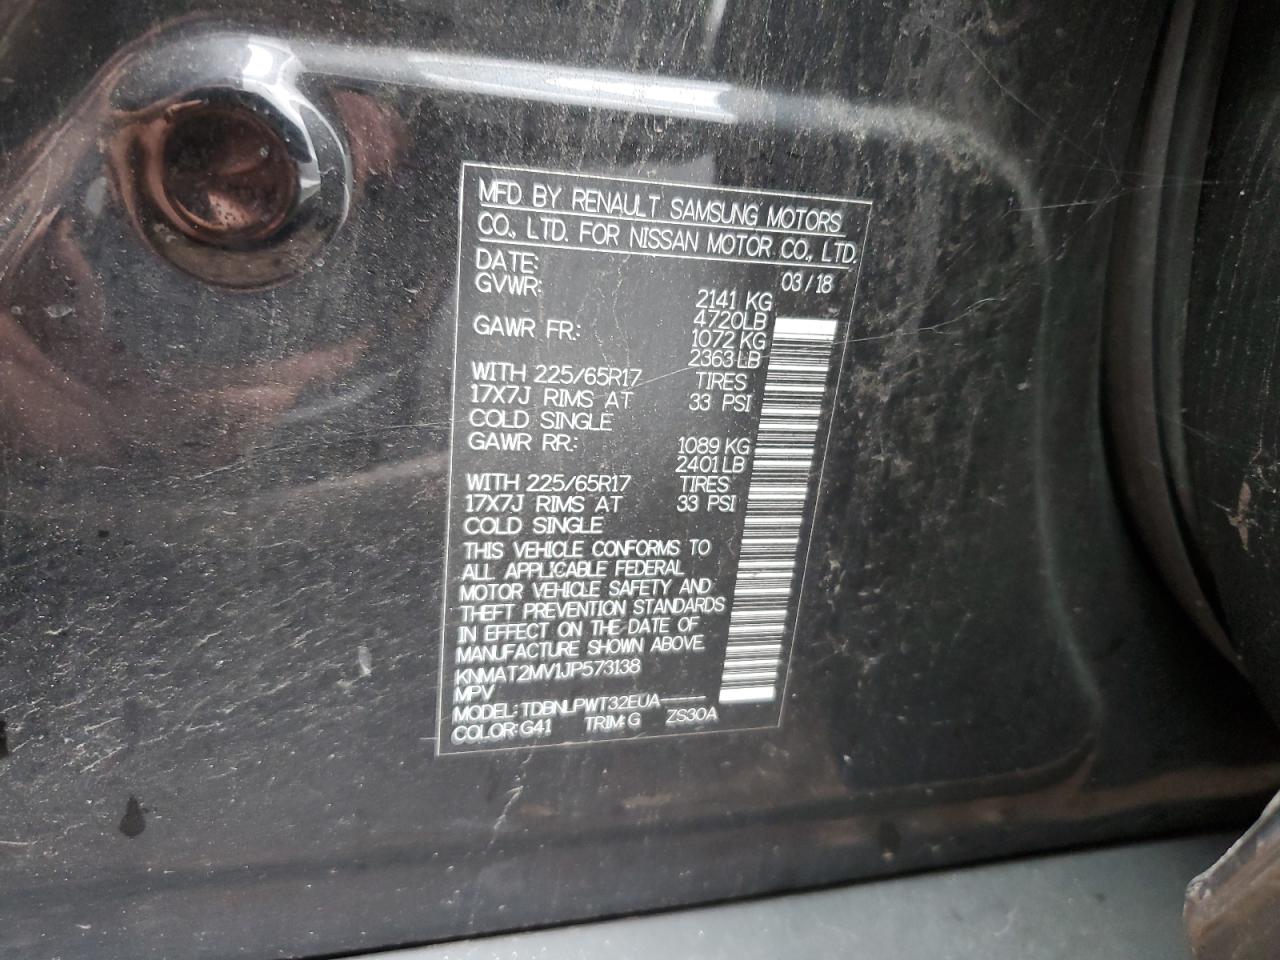 MFD BY RENAULT SAMSUNG MOTORS
CO., LTD. FOR NISSAN MOTOR CO., LTD.
DATE: 03/18
GVWR: 2141 KG
4720LB
GAWR FR: 1072 KG
2363LB
WITH 225/65R17 TIRES
17X7J RIMS AT 33 PSI
COLD SINGLE
GAWR RR: 1089 KG
2401LB
WITH 225/65R17 TIRES
17X7J RIMS AT 33 PSI
COLD SINGLE
THIS VEHICLE CONFORMS TO
ALL APPLICABLE FEDERAL
MOTOR VEHICLE SAFETY AND
THEFT PREVENTION STANDARDS
IN EFFECT ON THE DATE OF
MANUFACTURE SHOWN ABOVE.
KNMAT2MV1JP573138
MPV
MODEL: TDBNLPWT32EUA-----
COLOR: G41 TRIM: G ZS30A